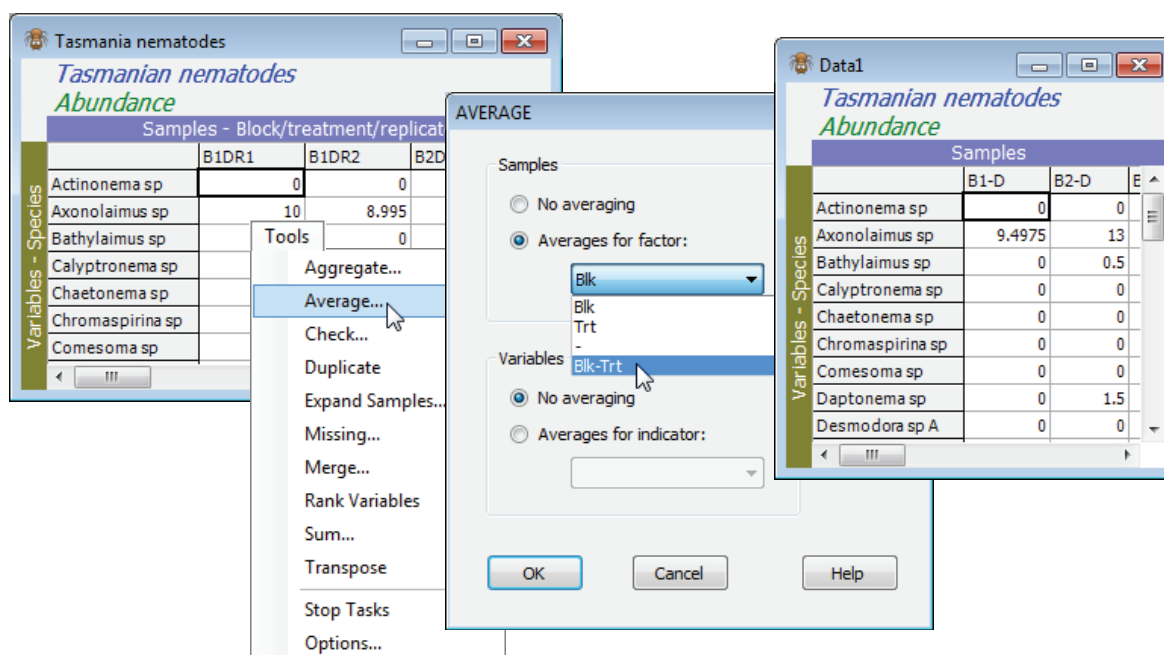 Tasmania nematodes
Tasmanian nematodes
Abundance
Samples - Block/treatment/replicat
B1DR1 B1DR2 B2D
Variables - Species
Actinonema sp 0 0
Axonolaimus sp 10 8.995
Bathylaimus sp 0
Calyptronema sp
Chaetonema sp
Chromaspirina sp
Comesoma sp
Tools
Aggregate...
Average...
Check...
Duplicate
Expand Samples...
Missing...
Merge...
Rank Variables
Sum...
Transpose
Stop Tasks
Options...
AVERAGE
Samples
No averaging
Averages for factor:
Blk
Blk
Trt
-
Blk-Trt
Variables
No averaging
Averages for indicator:
OK Cancel Help
Data1
Tasmanian nematodes
Abundance
Samples
B1-D B2-D
Variables - Species
Actinonema sp 0 0
Axonolaimus sp 9.4975 13
Bathylaimus sp 0 0.5
Calyptronema sp 0 0
Chaetonema sp 0 0
Chromaspirina sp 0 0
Comesoma sp 0 0
Daptonema sp 0 1.5
Desmodora sp A 0 0